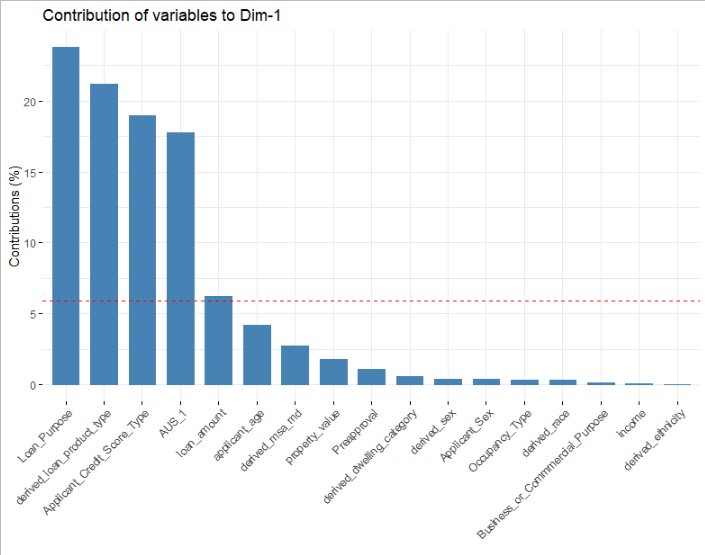 Contribution of variables to Dim-1
Contributions (%)
20
15
10
5
0
Loan_Purpose
derived_loan_product_type
Applicant_Credit_Score_Type
AUS_1
loan_amount
applicant_age
derived_msa_md
property_value
Preapproval
derived_dwelling_category
derived_sex
Applicant_Sex
Occupancy_Type
derived_race
Business_or_Commmercial_Purpose
Income
derived_ethnicity